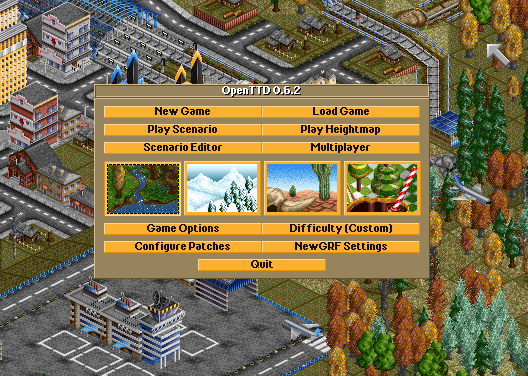 OpenTTD 0.6.2
New Game Load Game
Play Scenario Play Heightmap
Scenario Editor Multiplayer
Game Options Difficulty (Custom)
Configure Patches NewGRF Settings
Quit